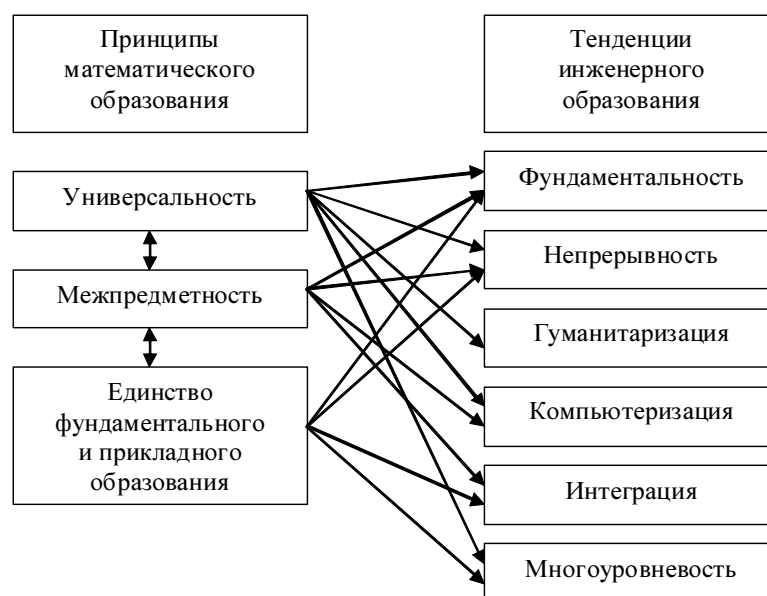 Принципы
математического
образования
Тенденции
инженерного
образования
Универсальность
Межпредметность
Единство
фундаментального
и прикладного
образования
Фундаментальность
Непрерывность
Гуманитаризация
Компьютеризация
Интеграция
Многоуровневость